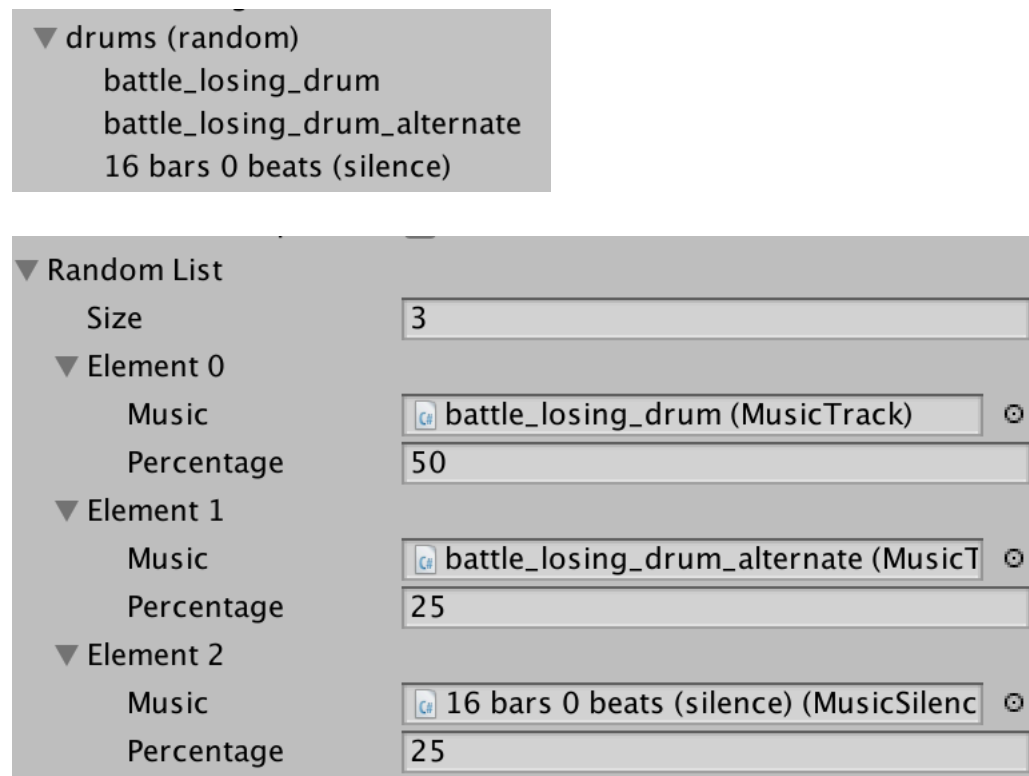 drums (random)
battle_losing_drum
battle_losing_drum_alternate
16 bars 0 beats (silence)
Random List
Size 3
Element 0
Music C# battle_losing_drum (MusicTrack)
Percentage 50
Element 1
Music C# battle_losing_drum_alternate (MusicT
Percentage 25
Element 2
Music C# 16 bars 0 beats (silence) (MusicSilenc
Percentage 25